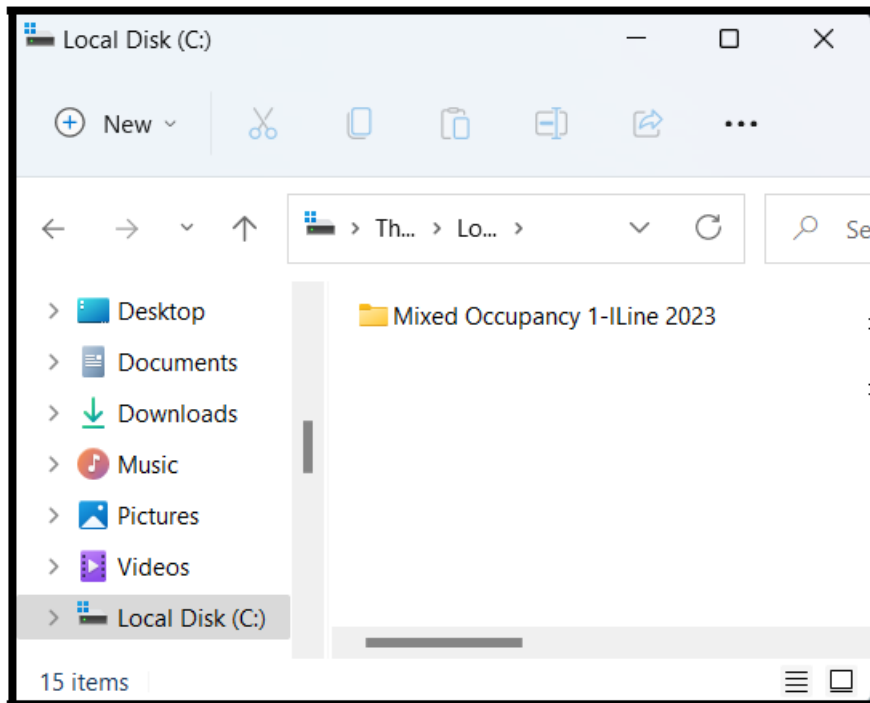 Local Disk (C:)
New
Th... Lo... Se
Desktop
Mixed Occupancy 1-ILine 2023
Documents
Downloads
Music
Pictures
Videos
Local Disk (C:)
15 items